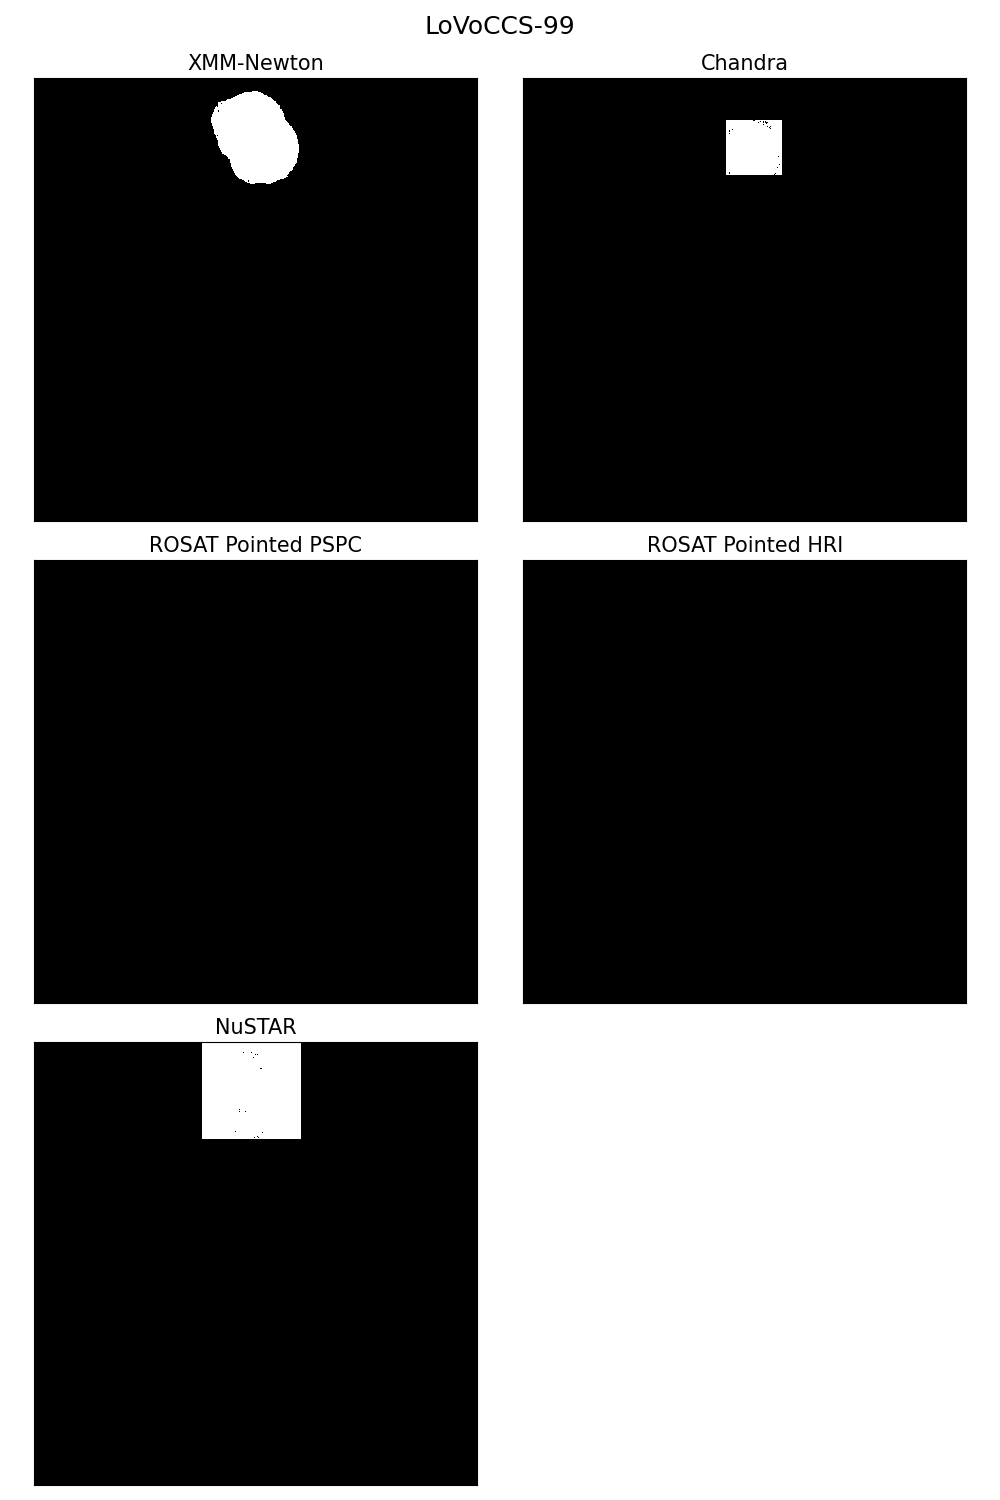 LoVoCCS-99
XMM-Newton
Chandra
ROSAT Pointed PSPC
ROSAT Pointed HRI
NuSTAR